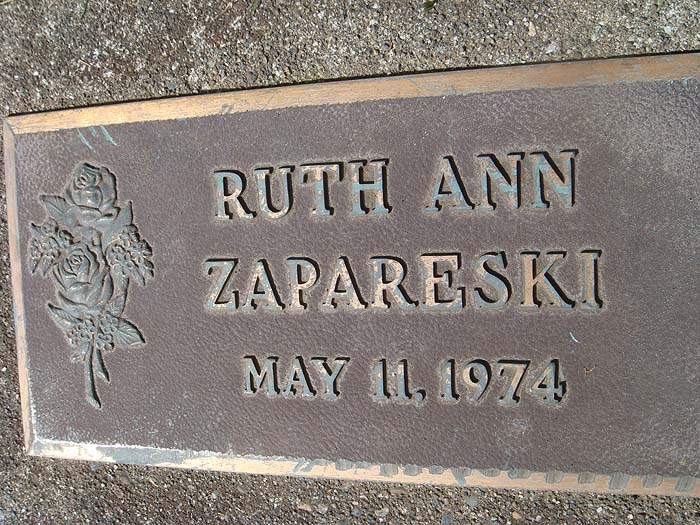 RUTH ANN
ZAPARESKI
MAY 11, 1974